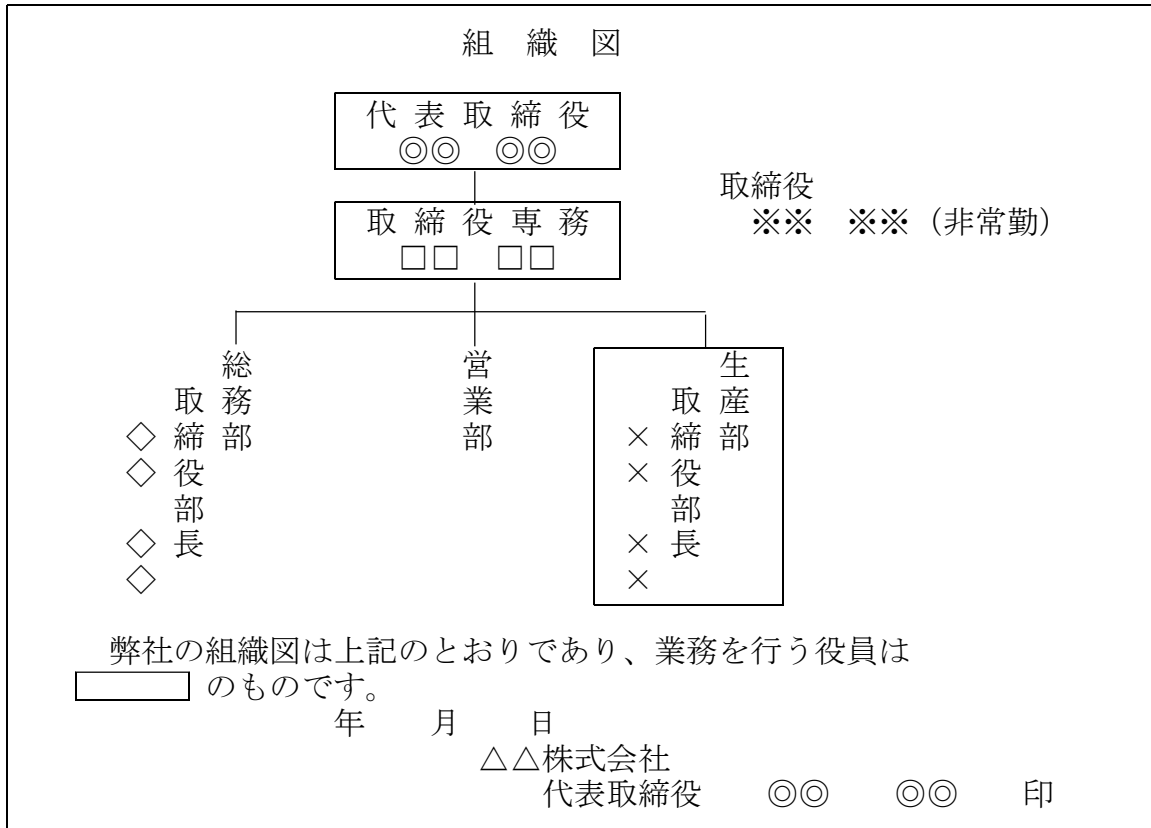 組織図
代表取締役
◎◎ ◎◎
取締役
※※ ※※(非常勤)
取締役専務
□□ □□
総務部
取締役部長
◇◇ ◇◇
営業部
生産部
取締役部長
×× ××
弊社の組織図は上記のとおりであり、業務を行う役員は
のものです。
年 月 日
△△株式会社
代表取締役 ◎◎ ◎◎ 印